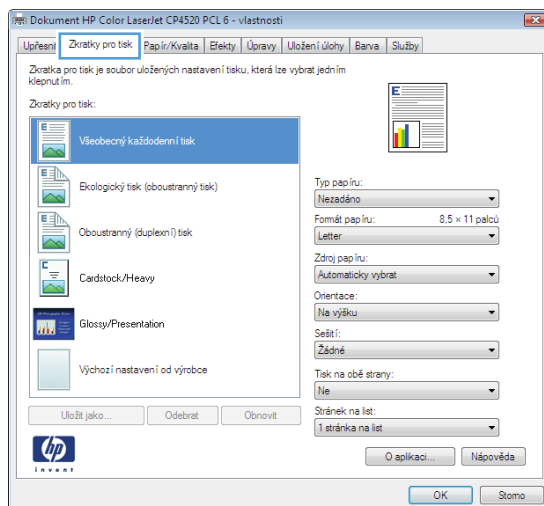 Dokument HP Color LaserJet CP4520 PCL 6 - vlastnosti
Upřesni Zkratky pro tisk Papír/Kvalita Efekty Úpravy Uložení úlohy Barva Služby
Zkratka pro tisk je soubor uložených nastavení tisku, která lze vybrat jedním
klepnutím.
Zkratky pro tisk:
Všeobecný každodenní tisk
Ekologický tisk (oboustranný tisk)
Oboustranný (duplexní) tisk
Cardstock/Heavy
Glossy/Presentation
Výchozí nastavení od výrobce
Uložit jako... Odebrat Obnovit
Typ papíru:
Nezadáno
Formát papíru: 8,5 × 11 palců
Letter
Zdroj papíru:
Automaticky vybrat
Orientace:
Na výšku
Sešití:
Žádné
Tisk na obě strany:
Ne
Stránek na list:
1 stránka na list
hp
invent
O aplikaci... Nápověda
OK Storno